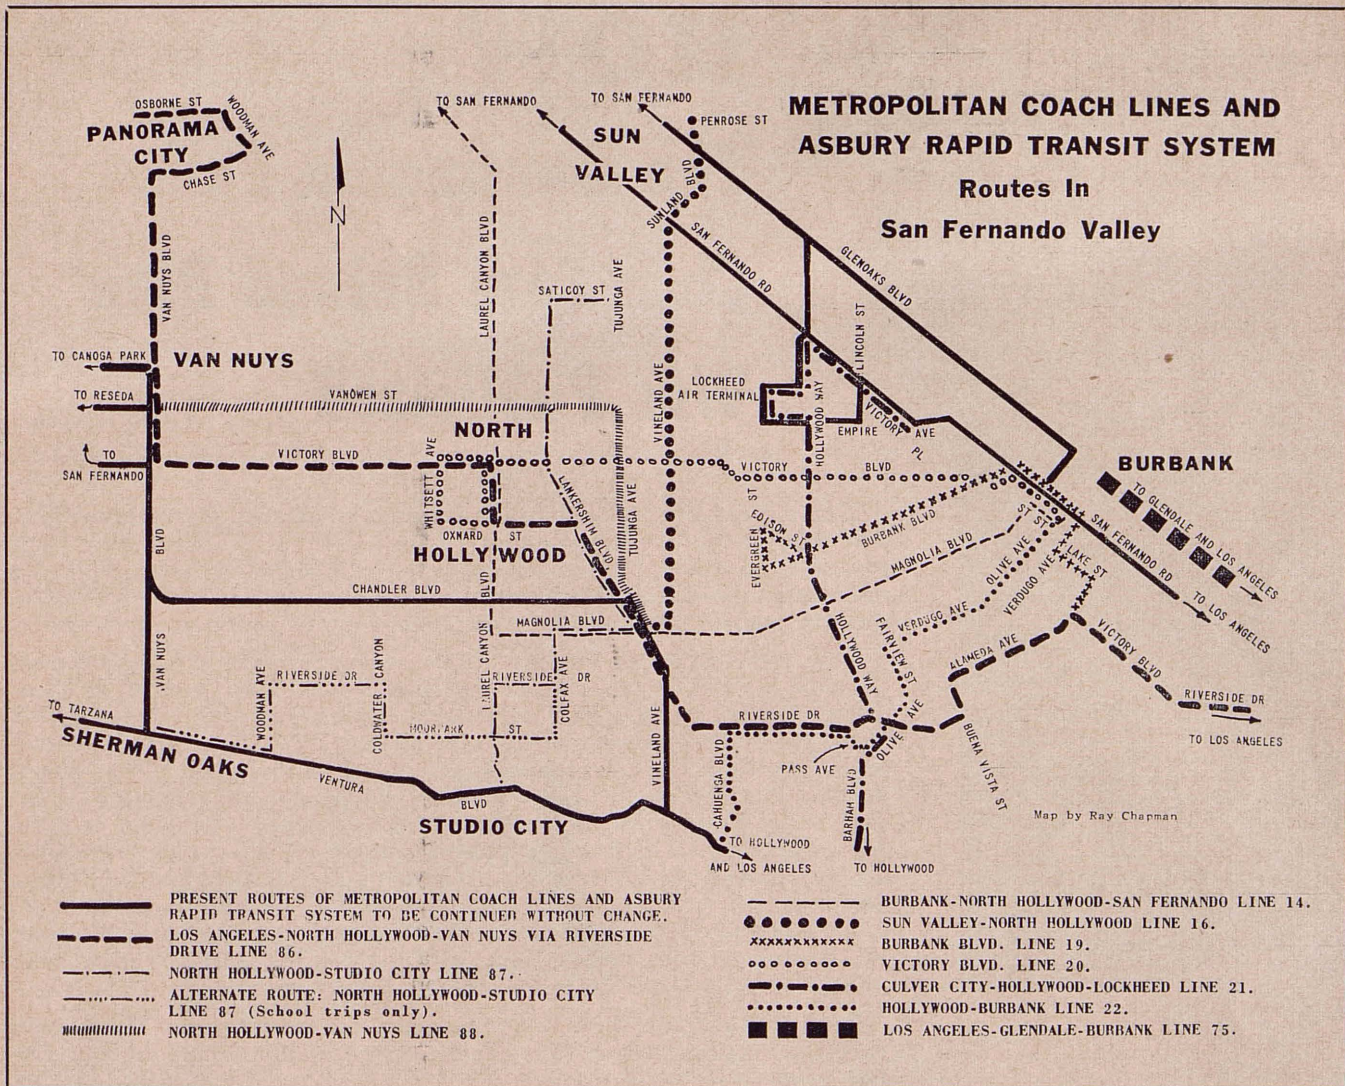 METROPOLITAN COACH LINES AND
ASBURY RAPID TRANSIT SYSTEM
Routes In
San Fernando Valley
OSBORNE ST
WOODMAN AVE
PANORAMA
CITY
CHASE ST
TO SAN FERNANDO
TO SAN FERNANDO
PENROSE ST
SUN
VALLEY
SUNLAND BLVD
N
VAN NUYS BLVD
LAUREL CANYON BLVD
SATICOY ST
TUJUNGA AVE
SAN FERNANDO RD
GLENOAKS BLVD
LINCOLN ST
TO CANOGA PARK
VAN NUYS
TO RESEDA
VANOWEN ST
LOCKHEED
AIR TERMINAL
VINELAND AVE
HOLLYWOOD WAY
VICTORY PL
EMPIRE AVE
NORTH
TO
SAN FERNANDO
VICTORY BLVD
WHITSETT AVE
OXNARD ST
HOLLYWOOD
LANKERSHIM BLVD
TUJUNGA AVE
VICTORY BLVD
BURBANK
TO GLENDALE AND LOS ANGELES
EVERGREEN ST
EDISON ST
BURBANK BLVD
MAGNOLIA BLVD
ST ST
OLIVE AVE
VERDUGO AVE
LAKE ST
SAN FERNANDO RD
TO LOS ANGELES
BLVD
CHANDLER BLVD
BLVD
MAGNOLIA BLVD
VERDUGO AVE
FAIRVIEW ST
HOLLYWOOD WAY
ALAMEDA AVE
VICTORY BLVD
VAN NUYS
WOODMAN AVE
RIVERSIDE DR
COLDWATER CANYON
LAUREL CANYON
RIVERSIDE DR
COLFAX AVE
MOORPARK ST
VINELAND AVE
RIVERSIDE DR
OLIVE AVE
PASS AVE
BUENA VISTA ST
RIVERSIDE DR
TO LOS ANGELES
TO TARZANA
SHERMAN OAKS
VENTURA
BLVD
STUDIO CITY
CAHUENGA BLVD
BARHAM BLVD
TO HOLLYWOOD
AND LOS ANGELES
TO HOLLYWOOD
Map by Ray Chapman
PRESENT ROUTES OF METROPOLITAN COACH LINES AND ASBURY
RAPID TRANSIT SYSTEM TO BE CONTINUED WITHOUT CHANGE.
LOS ANGELES-NORTH HOLLYWOOD-VAN NUYS VIA RIVERSIDE
DRIVE LINE 86.
NORTH HOLLYWOOD-STUDIO CITY LINE 87.
ALTERNATE ROUTE: NORTH HOLLYWOOD-STUDIO CITY
LINE 87 (School trips only).
NORTH HOLLYWOOD-VAN NUYS LINE 88.
BURBANK-NORTH HOLLYWOOD-SAN FERNANDO LINE 14.
SUN VALLEY-NORTH HOLLYWOOD LINE 16.
BURBANK BLVD. LINE 19.
VICTORY BLVD. LINE 20.
CULVER CITY-HOLLYWOOD-LOCKHEED LINE 21.
HOLLYWOOD-BURBANK LINE 22.
LOS ANGELES-GLENDALE-BURBANK LINE 75.